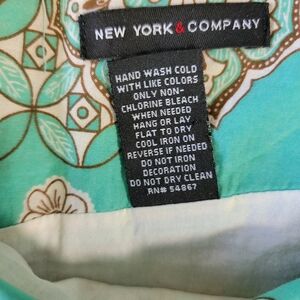 NEW YORK & COMPANY
HAND WASH COLD
WITH LIKE COLORS
ONLY NON-
CHLORINE BLEACH
WHEN NEEDED
HANG OR LAY
FLAT TO DRY
COOL IRON ON
REVERSE IF NEEDED
DO NOT IRON
DECORATION
DO NOT DRY CLEAN
RN# 54867